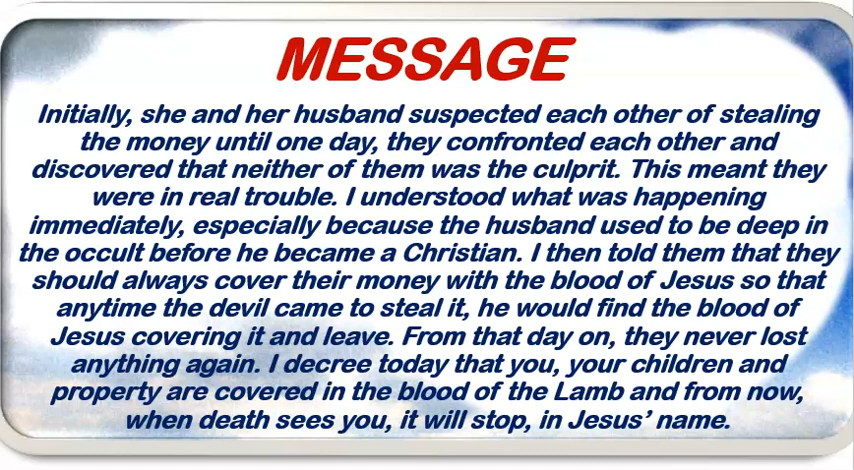 MESSAGE
Initially, she and her husband suspected each other of stealing
the money until one day, they confronted each other and
discovered that neither of them was the culprit. This meant they
were in real trouble. I understood what was happening
immediately, especially because the husband used to be deep in
the occult before he became a Christian. I then told them that they
should always cover their money with the blood of Jesus so that
anytime the devil came to steal it, he would find the blood of
Jesus covering it and leave. From that day on, they never lost
anything again. I decree today that you, your children and
property are covered in the blood of the Lamb and from now,
when death sees you, it will stop, in Jesus’ name.